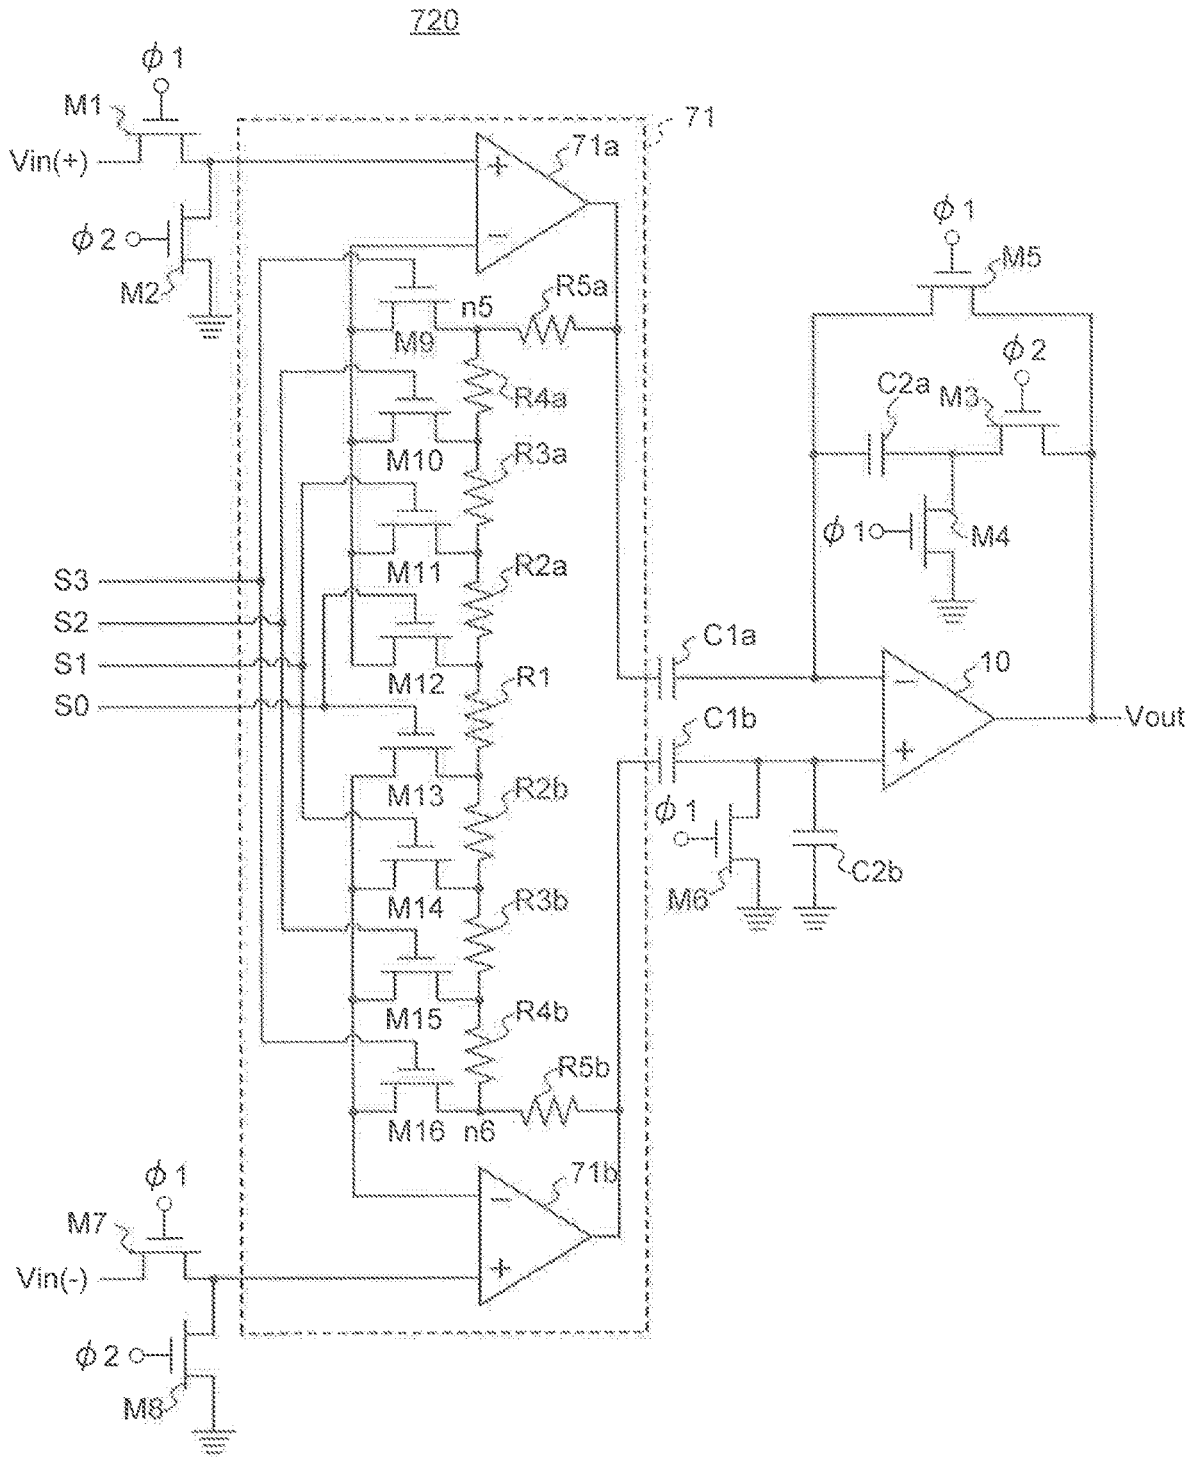 720
ϕ1
M1
Vin(+)
ϕ2
M2
71
71a
+
−
R5a
n5
M9
R4a
M10
R3a
M11
R2a
S3
S2
S1
S0
M12
R1
M13
R2b
M14
R3b
M15
R4b
R5b
M16
n6
71b
−
+
ϕ1
M7
Vin(-)
ϕ2
M8
ϕ1
M5
ϕ2
C2a
M3
ϕ1
M4
C1a
10
−
C1b
Vout
+
ϕ1
M6
C2b